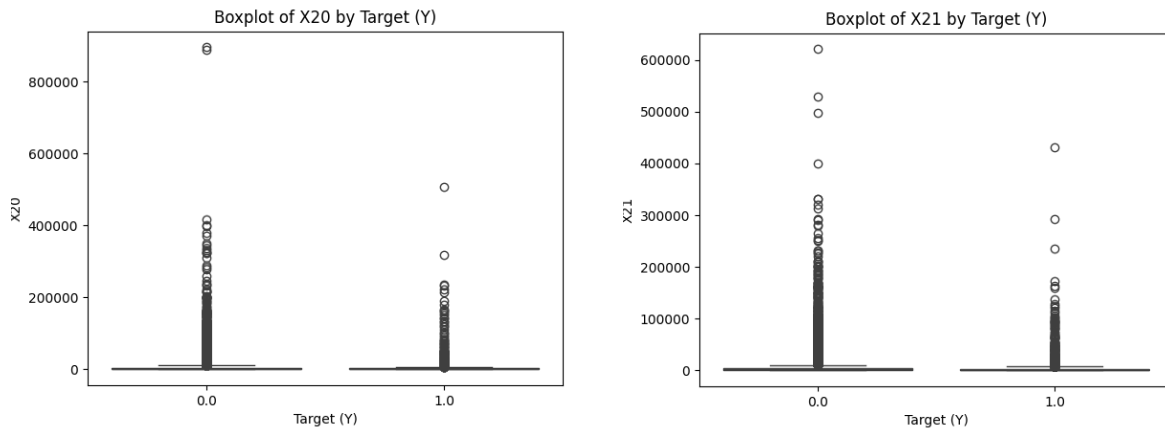 Boxplot of X20 by Target (Y)
800000
600000
400000
200000
0
X20
0.0
1.0
Target (Y)
Boxplot of X21 by Target (Y)
600000
500000
400000
300000
200000
100000
0
X21
0.0
1.0
Target (Y)